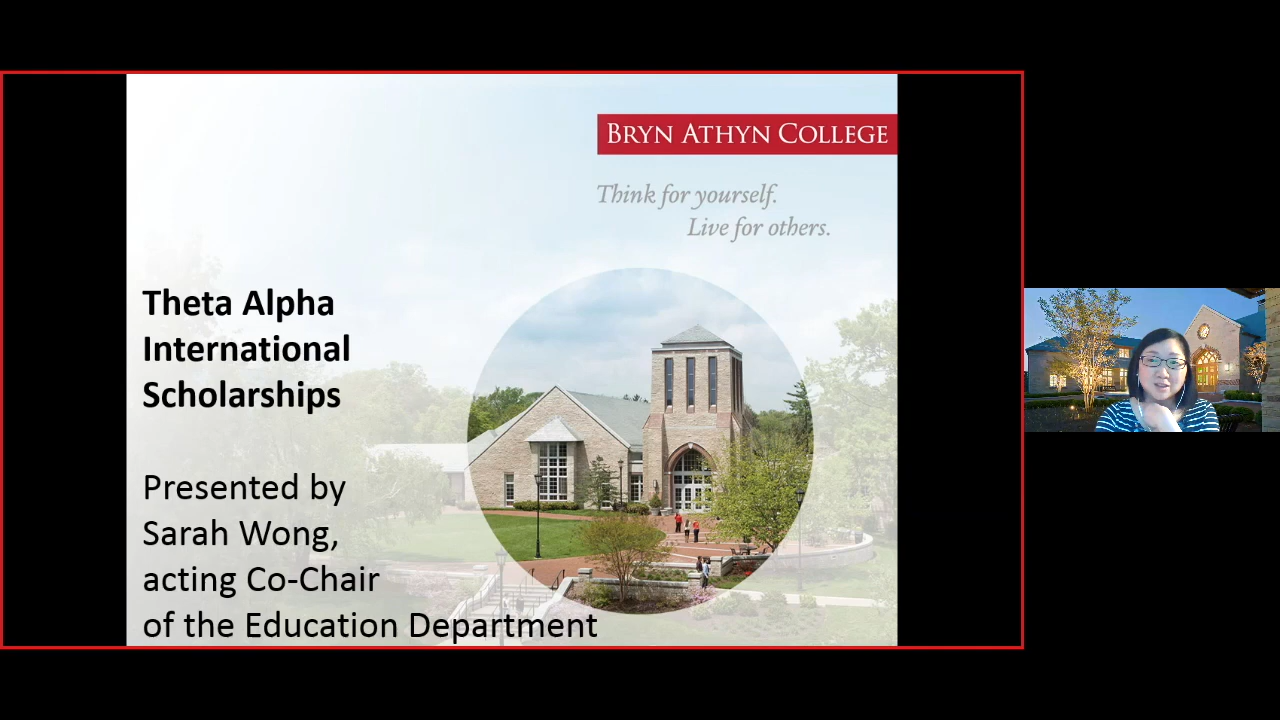 BRYN ATHYN COLLEGE
Think for yourself.
Live for others.
Theta Alpha
International
Scholarships
Presented by
Sarah Wong,
acting Co-Chair
of the Education Department